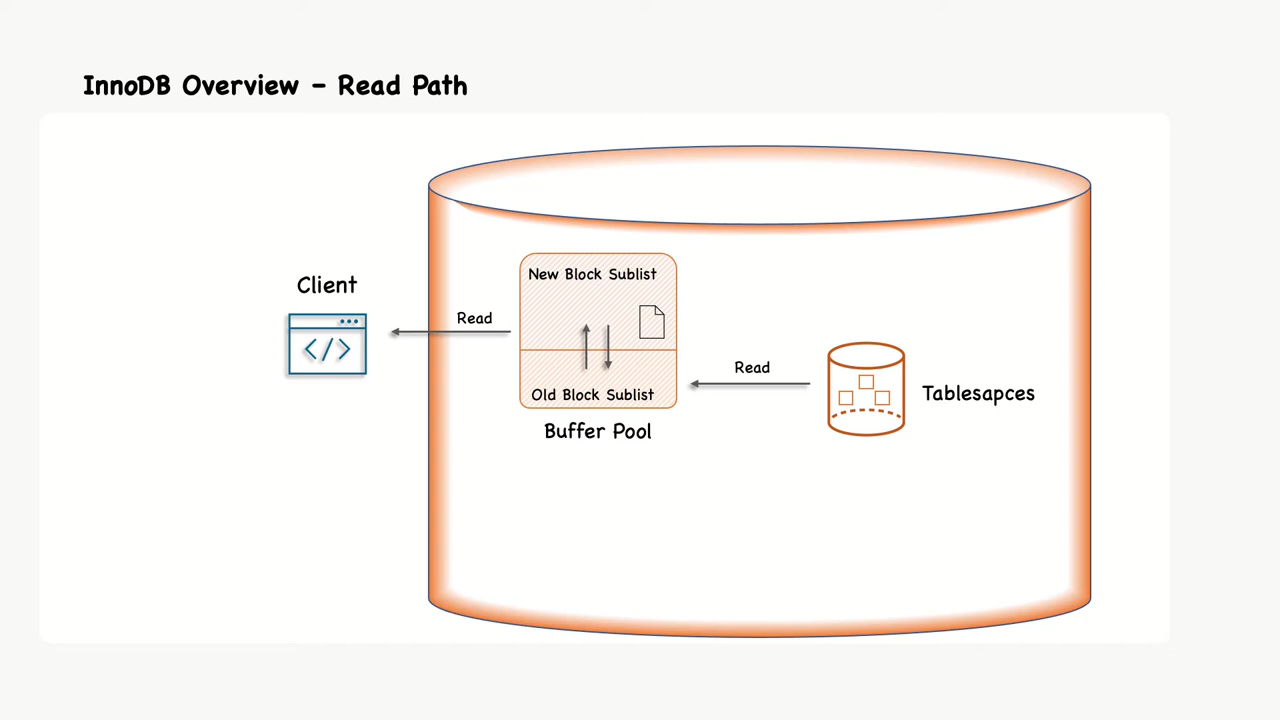 InnoDB Overview – Read Path
New Block Sublist
Client
Read
Read
Old Block Sublist
Tablesapces
Buffer Pool